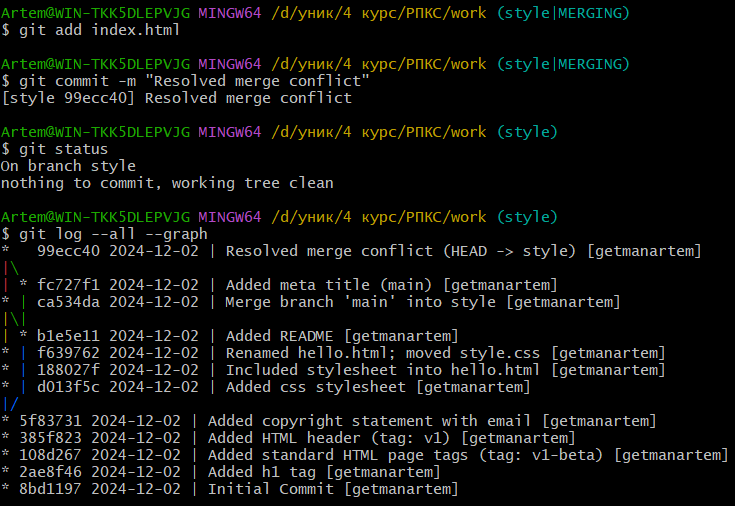 Artem@WIN-TKK5DLEPVJG MINGW64 /d/уник/4 курс/РПКС/work (style|MERGING)
$ git add index.html
Artem@WIN-TKK5DLEPVJG MINGW64 /d/уник/4 курс/РПКС/work (style|MERGING)
$ git commit -m "Resolved merge conflict"
[style 99ecc40] Resolved merge conflict
Artem@WIN-TKK5DLEPVJG MINGW64 /d/уник/4 курс/РПКС/work (style)
$ git status
On branch style
nothing to commit, working tree clean
Artem@WIN-TKK5DLEPVJG MINGW64 /d/уник/4 курс/РПКС/work (style)
$ git log --all --graph
*   99ecc40 2024-12-02 | Resolved merge conflict (HEAD -> style) [getmanartem]
|\
| * fc727f1 2024-12-02 | Added meta title (main) [getmanartem]
* | ca534da 2024-12-02 | Merge branch 'main' into style [getmanartem]
|\|
| * b1e5e11 2024-12-02 | Added README [getmanartem]
* | f639762 2024-12-02 | Renamed hello.html; moved style.css [getmanartem]
* | 188027f 2024-12-02 | Included stylesheet into hello.html [getmanartem]
* | d013f5c 2024-12-02 | Added css stylesheet [getmanartem]
|/
* 5f83731 2024-12-02 | Added copyright statement with email [getmanartem]
* 385f823 2024-12-02 | Added HTML header (tag: v1) [getmanartem]
* 108d267 2024-12-02 | Added standard HTML page tags (tag: v1-beta) [getmanartem]
* 2ae8f46 2024-12-02 | Added h1 tag [getmanartem]
* 8bd1197 2024-12-02 | Initial Commit [getmanartem]